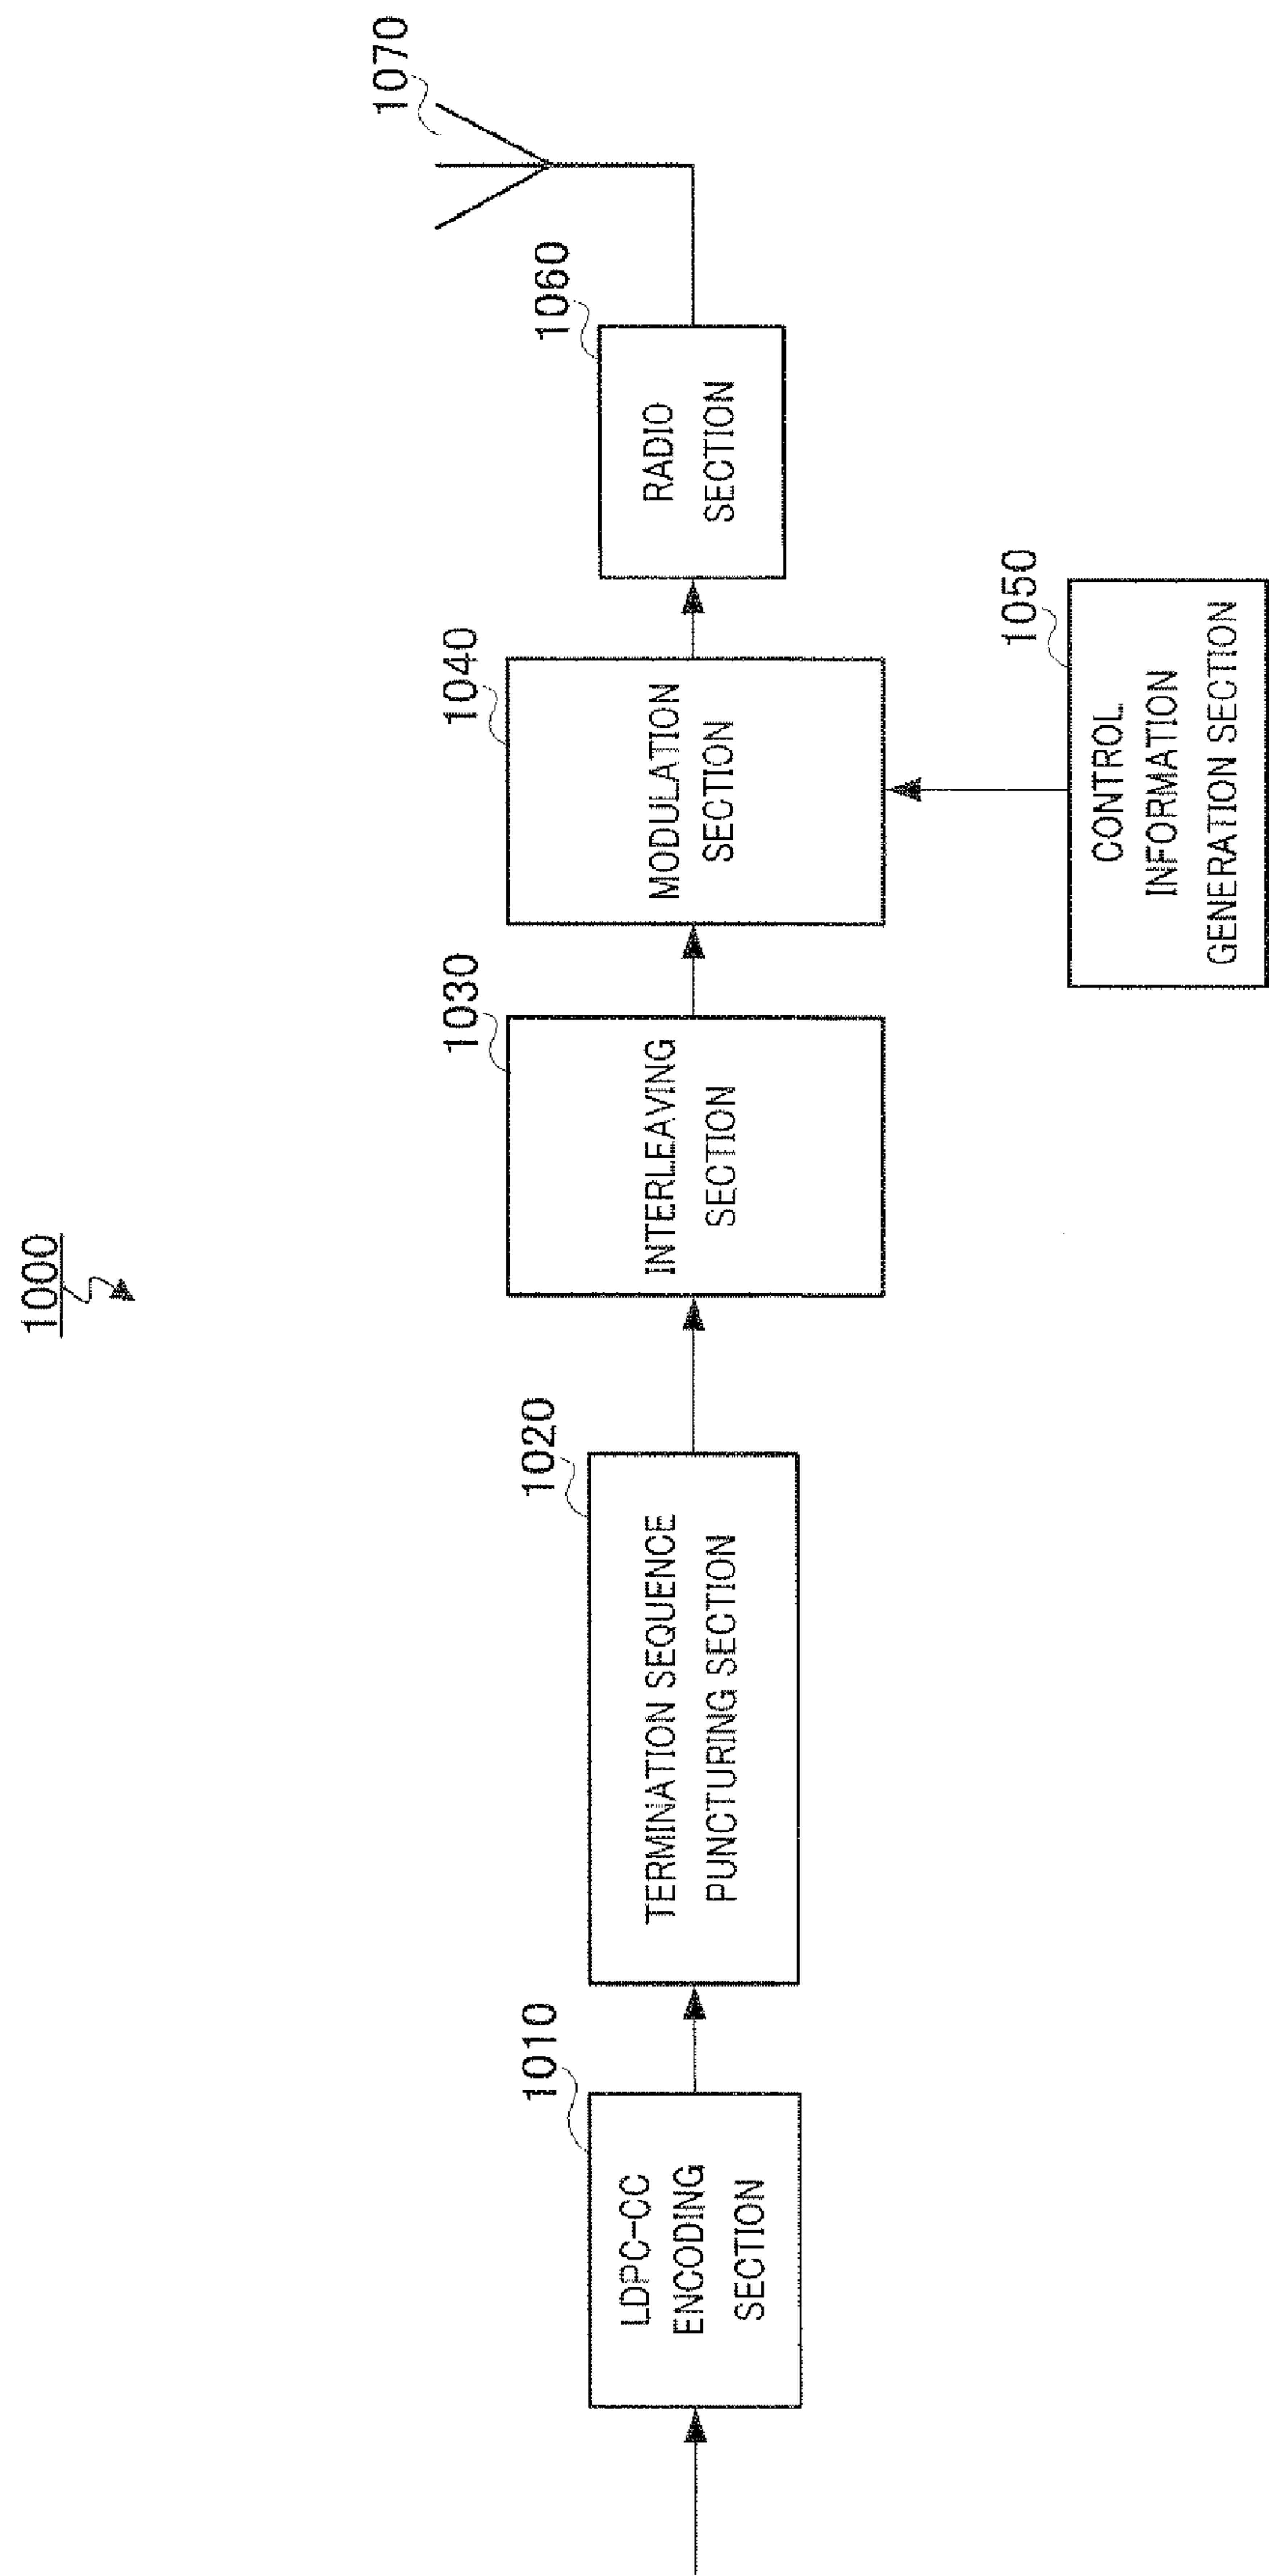 1000
1010
LDPC-CC
ENCODING
SECTION
1020
TERMINATION SEQUENCE
PUNCTURING SECTION
1030
INTERLEAVING
SECTION
1040
MODULATION
SECTION
1050
CONTROL
INFORMATION
GENERATION SECTION
1060
RADIO
SECTION
1070